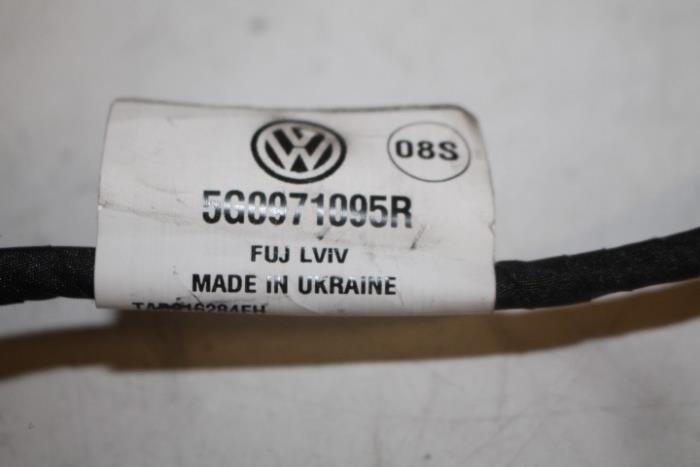 08S
5G0971095R
FUJ LVIV
MADE IN UKRAINE